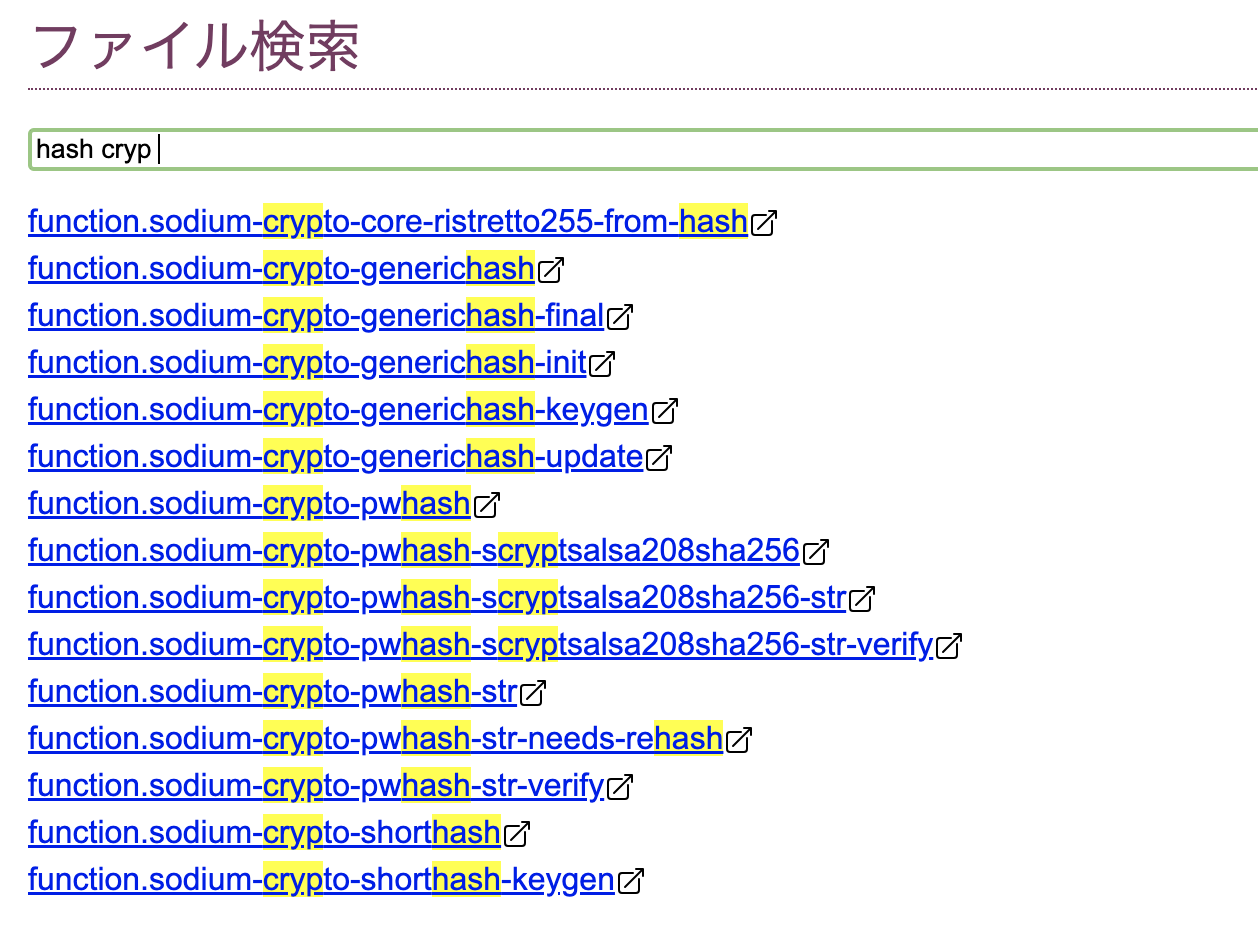 ファイル検索
hash cryp
function.sodium-crypto-core-ristretto255-from-hash
function.sodium-crypto-generichash
function.sodium-crypto-generichash-final
function.sodium-crypto-generichash-init
function.sodium-crypto-generichash-keygen
function.sodium-crypto-generichash-update
function.sodium-crypto-pwhash
function.sodium-crypto-pwhash-scryptsalsa208sha256
function.sodium-crypto-pwhash-scryptsalsa208sha256-str
function.sodium-crypto-pwhash-scryptsalsa208sha256-str-verify
function.sodium-crypto-pwhash-str
function.sodium-crypto-pwhash-str-needs-rehash
function.sodium-crypto-pwhash-str-verify
function.sodium-crypto-shorthash
function.sodium-crypto-shorthash-keygen